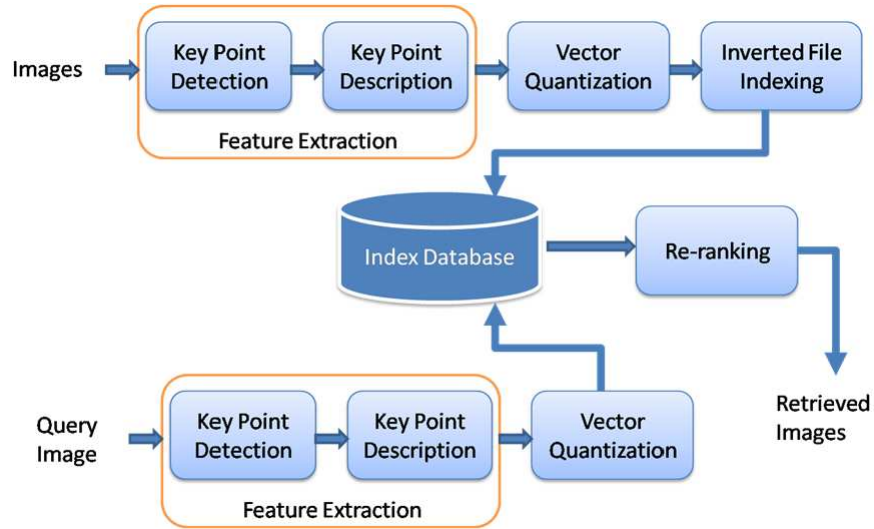 Images
Key Point
Detection
Key Point
Description
Feature Extraction
Vector
Quantization
Inverted File
Indexing
Index Database
Re-ranking
Retrieved
Images
Query
Image
Key Point
Detection
Key Point
Description
Feature Extraction
Vector
Quantization